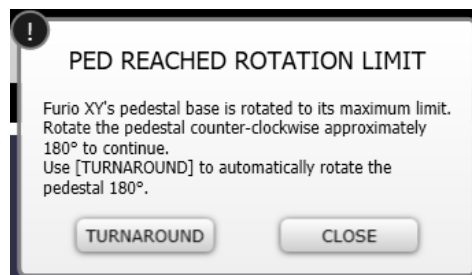 !
PED REACHED ROTATION LIMIT
Furio XY's pedestal base is rotated to its maximum limit.
Rotate the pedestal counter-clockwise approximately
180° to continue.
Use [TURNAROUND] to automatically rotate the
pedestal 180°.
TURNAROUND
CLOSE